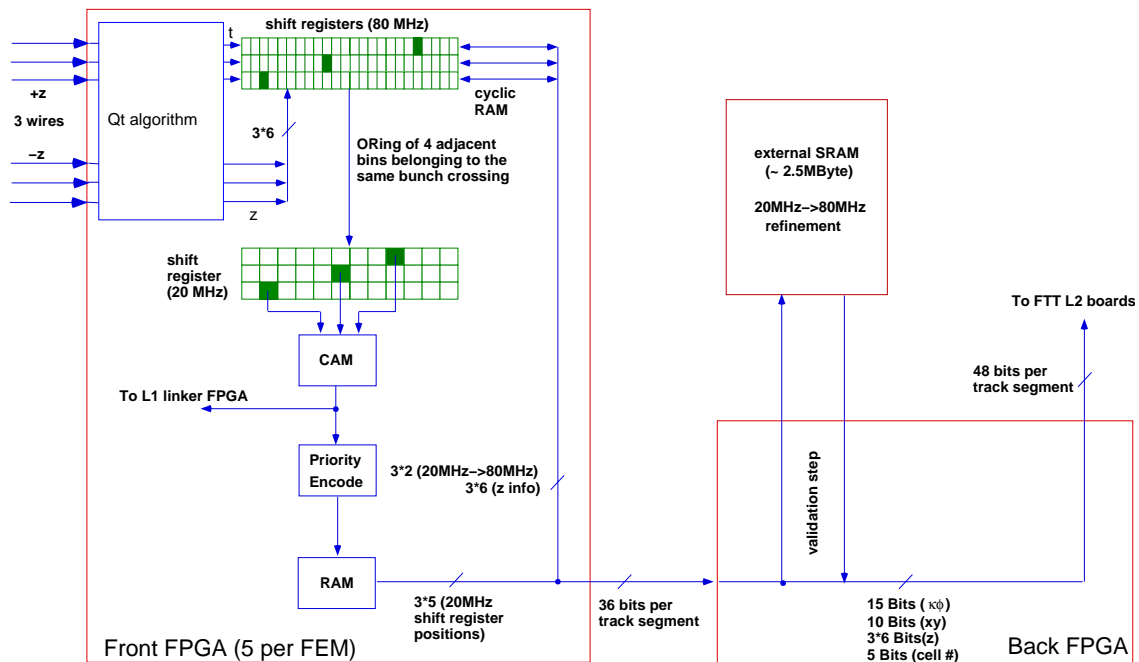 shift registers (80 MHz)
t
+z
3 wires
−z
Qt algorithm
cyclic
RAM
3*6
ORing of 4 adjacent
bins belonging to the
same bunch crossing
z
external SRAM
(~ 2.5MByte)
20MHz−>80MHz
refinement
shift
register
(20 MHz)
To FTT L2 boards
CAM
48 bits per
track segment
To L1 linker FPGA
Priority
Encode
3*2 (20MHz−>80MHz)
3*6 (z info)
validation step
RAM
3*5 (20MHz
shift register
positions)
36 bits per
track segment
15 Bits ( κϕ)
10 Bits (xy)
3*6 Bits(z)
5 Bits (cell #)
Front FPGA (5 per FEM)
Back FPGA